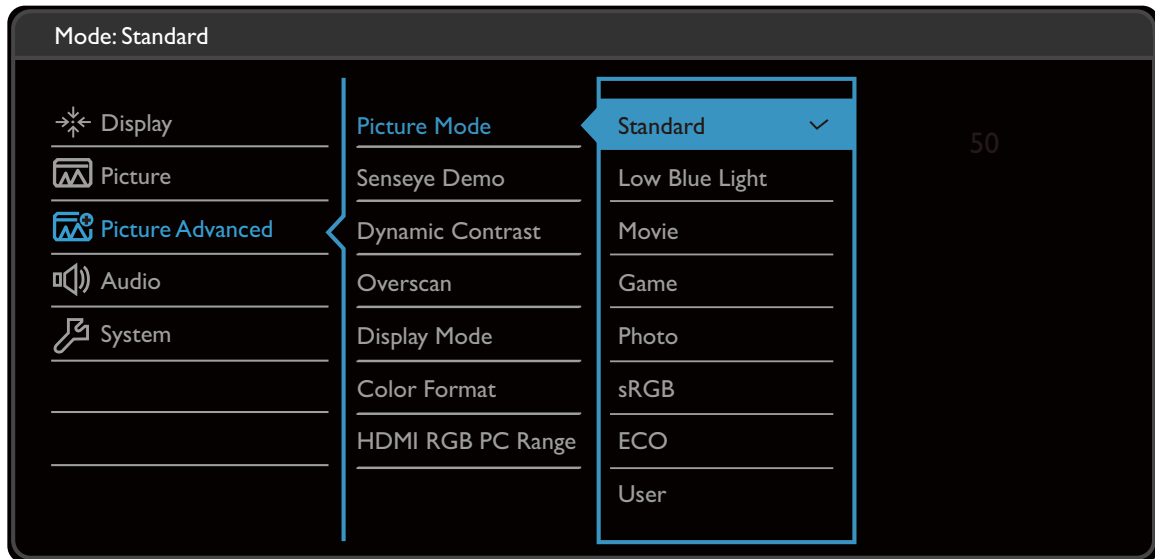 Mode: Standard
Display
Picture
Picture Advanced
Audio
System
Picture Mode
Senseye Demo
Dynamic Contrast
Overscan
Display Mode
Color Format
HDMI RGB PC Range
Standard
Low Blue Light
Movie
Game
Photo
sRGB
ECO
User
50